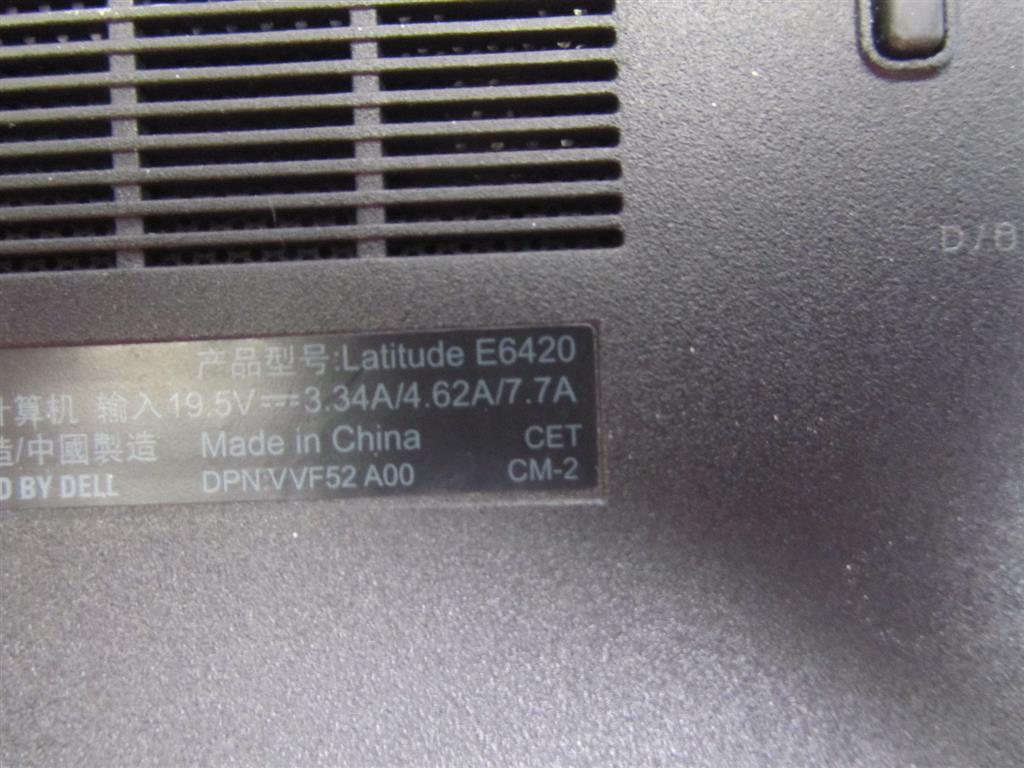 D/B
产品型号:Latitude E6420
计算机 输入19.5V⎓3.34A/4.62A/7.7A
造/中國製造 Made in China CET
D BY DELL DPN:VVF52 A00 CM-2